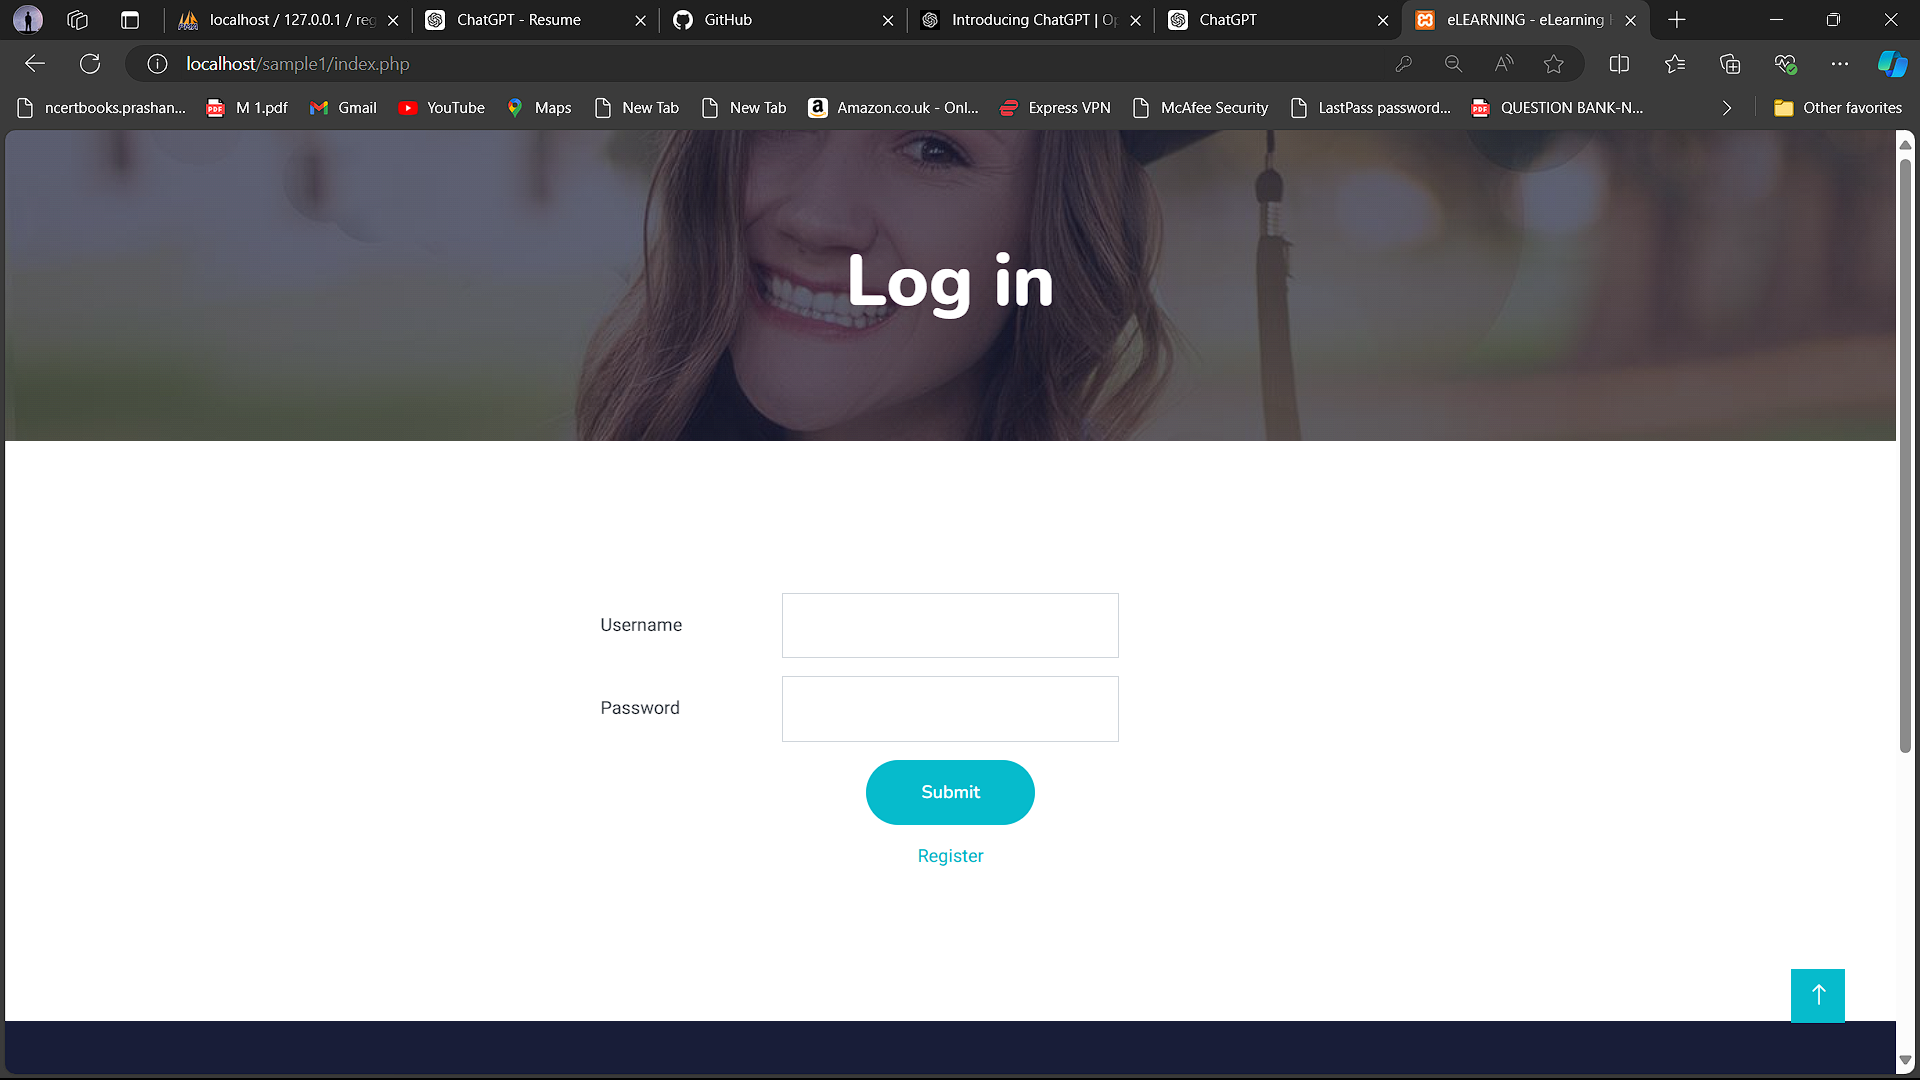 localhost / 127.0.0.1 / reg
ChatGPT - Resume
GitHub
Introducing ChatGPT | Op
ChatGPT
eLEARNING - eLearning H
localhost/sample1/index.php
ncertbooks.prashan...
M 1.pdf
Gmail
YouTube
Maps
New Tab
New Tab
Amazon.co.uk - Onl...
Express VPN
McAfee Security
LastPass password...
QUESTION BANK-N...
Other favorites
Log in
Username
Password
Submit
Register